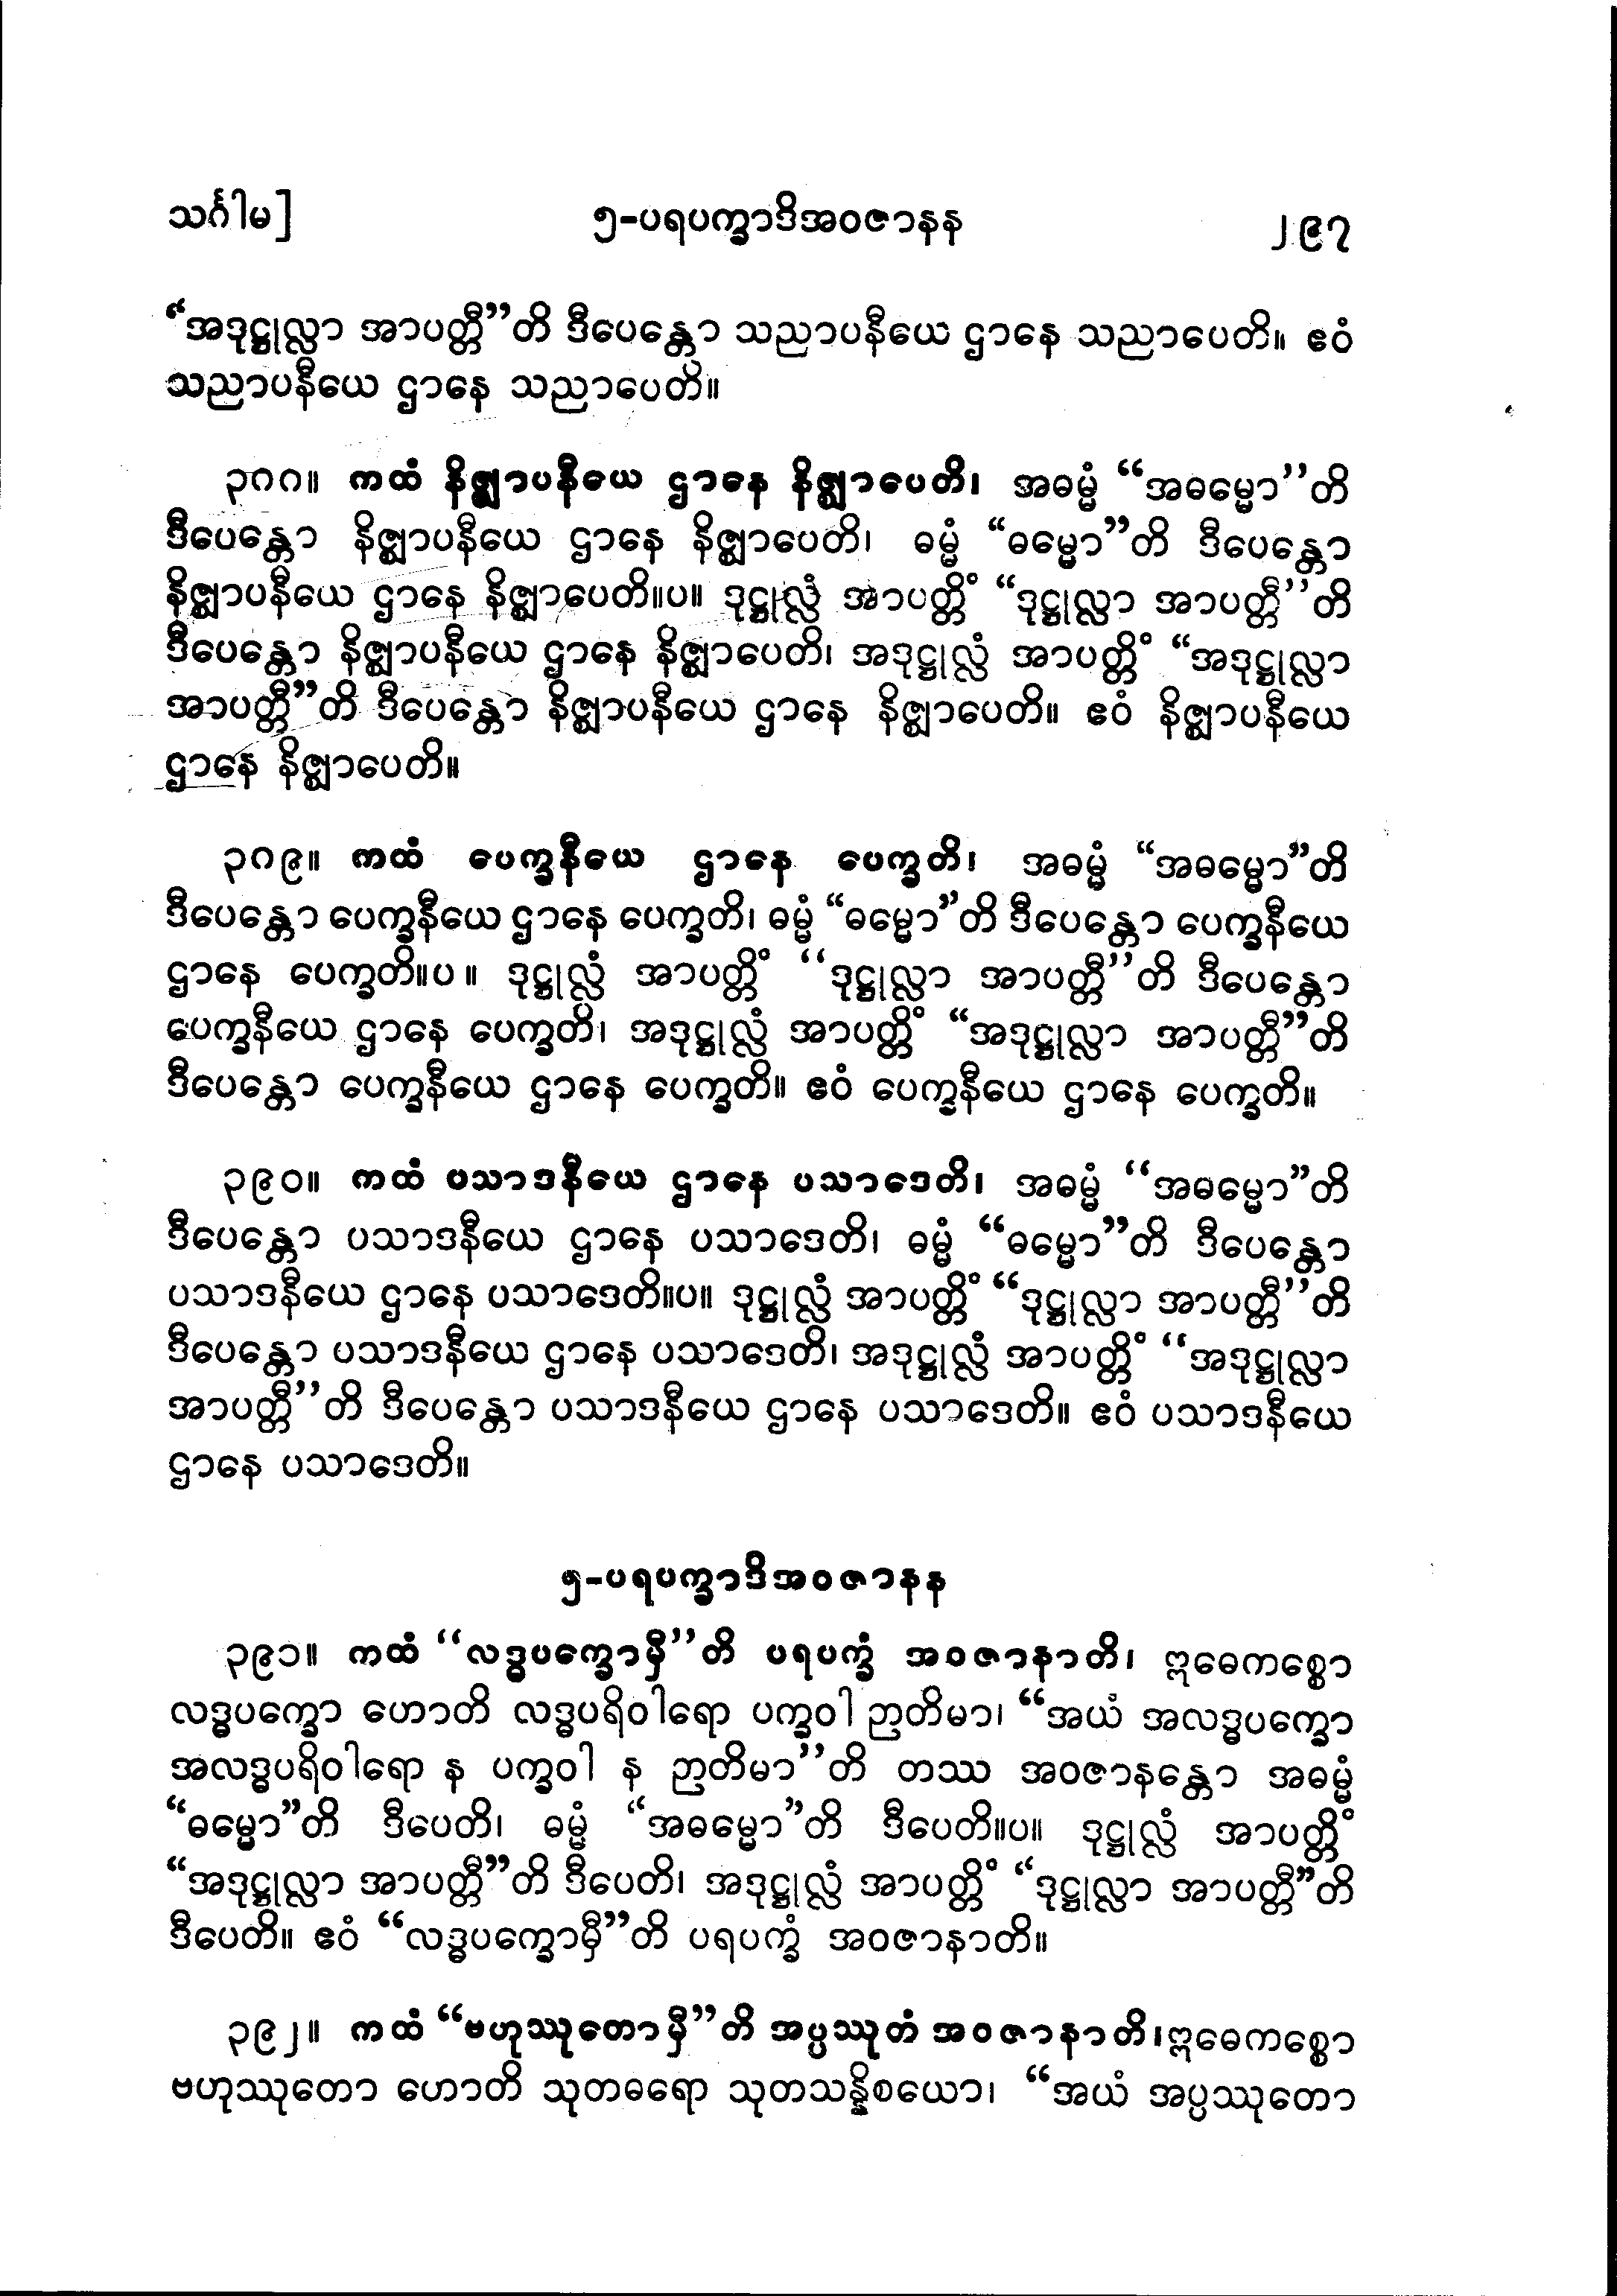 သင်္ဂါမ]
၅-ပရပက္ခာဒိအဝဇာနန
၂၉၇
“အဒုဋ္ဌုလ္လာ အာပတ္တီ”တိ ဒီပေန္တော သညာပနီယေ ဌာနေ သညာပေတိ။ ဧဝံ
သညာပနီယေ ဌာနေ သညာပေတိ။
၃၈၈။ ကထံ နိဇ္ဈာပနီယေ ဌာနေ နိဇ္ဈာပေတိ၊ အဓမ္မံ “အဓမ္မော”တိ
ဒီပေန္တော နိဇ္ဈာပနီယေ ဌာနေ နိဇ္ဈာပေတိ၊ ဓမ္မံ “ဓမ္မော”တိ ဒီပေန္တော
နိဇ္ဈာပနီယေ ဌာနေ နိဇ္ဈာပေတိ။ပ။ ဒုဋ္ဌုလ္လံ အာပတ္တိံ “ဒုဋ္ဌုလ္လာ အာပတ္တီ”တိ
ဒီပေန္တော နိဇ္ဈာပနီယေ ဌာနေ နိဇ္ဈာပေတိ၊ အဒုဋ္ဌုလ္လံ အာပတ္တိံ “အဒုဋ္ဌုလ္လာ
အာပတ္တီ”တိ ဒီပေန္တော နိဇ္ဈာပနီယေ ဌာနေ နိဇ္ဈာပေတိ။ ဧဝံ နိဇ္ဈာပနီယေ
ဌာနေ နိဇ္ဈာပေတိ။
၃၈၉။ ကထံ ပေက္ခနီယေ ဌာနေ ပေက္ခတိ၊ အဓမ္မံ “အဓမ္မော”တိ
ဒီပေန္တော ပေက္ခနီယေ ဌာနေ ပေက္ခတိ၊ ဓမ္မံ “ဓမ္မော”တိ ဒီပေန္တော ပေက္ခနီယေ
ဌာနေ ပေက္ခတိ။ပ။ ဒုဋ္ဌုလ္လံ အာပတ္တိံ “ဒုဋ္ဌုလ္လာ အာပတ္တီ”တိ ဒီပေန္တော
ပေက္ခနီယေ ဌာနေ ပေက္ခတိ၊ အဒုဋ္ဌုလ္လံ အာပတ္တိံ “အဒုဋ္ဌုလ္လာ အာပတ္တီ”တိ
ဒီပေန္တော ပေက္ခနီယေ ဌာနေ ပေက္ခတိ။ ဧဝံ ပေက္ခနီယေ ဌာနေ ပေက္ခတိ။
၃၉၀။ ကထံ ပသာဒနီယေ ဌာနေ ပသာဒေတိ၊ အဓမ္မံ “အဓမ္မော”တိ
ဒီပေန္တော ပသာဒနီယေ ဌာနေ ပသာဒေတိ၊ ဓမ္မံ “ဓမ္မော”တိ ဒီပေန္တော
ပသာဒနီယေ ဌာနေ ပသာဒေတိ။ပ။ ဒုဋ္ဌုလ္လံ အာပတ္တိံ “ဒုဋ္ဌုလ္လာ အာပတ္တီ”တိ
ဒီပေန္တော ပသာဒနီယေ ဌာနေ ပသာဒေတိ၊ အဒုဋ္ဌုလ္လံ အာပတ္တိံ “အဒုဋ္ဌုလ္လာ
အာပတ္တီ”တိ ဒီပေန္တော ပသာဒနီယေ ဌာနေ ပသာဒေတိ။ ဧဝံ ပသာဒနီယေ
ဌာနေ ပသာဒေတိ။
၅-ပရပက္ခာဒိအဝဇာနန
၃၉၁။ ကထံ “လဒ္ဓပက္ခောမှီ”တိ ပရပက္ခံ အဝဇာနာတိ၊ ဣဓေကစ္စော
လဒ္ဓပက္ခော ဟောတိ လဒ္ဓပရိဝါရော ပက္ခဝါ ဉာတိမာ၊ “အယံ အလဒ္ဓပက္ခော
အလဒ္ဓပရိဝါရော န ပက္ခဝါ န ဉာတိမာ”တိ တဿ အဝဇာနန္တော အဓမ္မံ
“ဓမ္မော”တိ ဒီပေတိ၊ ဓမ္မံ “အဓမ္မော”တိ ဒီပေတိ။ပ။ ဒုဋ္ဌုလ္လံ အာပတ္တိံ
“အဒုဋ္ဌုလ္လာ အာပတ္တီ”တိ ဒီပေတိ၊ အဒုဋ္ဌုလ္လံ အာပတ္တိံ “ဒုဋ္ဌုလ္လာ အာပတ္တီ”တိ
ဒီပေတိ။ ဧဝံ “လဒ္ဓပက္ခောမှီ”တိ ပရပက္ခံ အဝဇာနာတိ။
၃၉၂။ ကထံ “ဗဟုဿုတောမှီ”တိ အပ္ပဿုတံ အဝဇာနာတိ၊ဣဓေကစ္စော
ဗဟုဿုတော ဟောတိ သုတဓရော သုတသန္နိစယော၊ “အယံ အပ္ပဿုတော